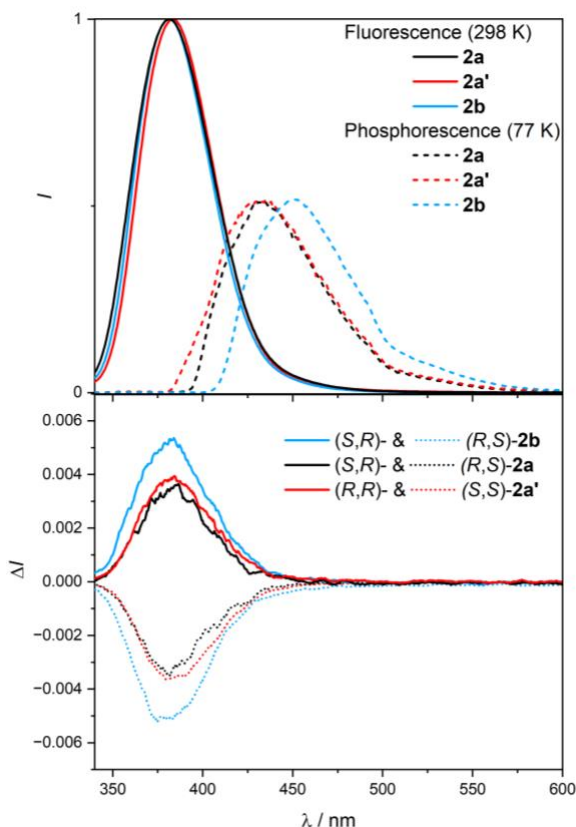 1
Fluorescence (298 K)
2a
2a'
2b
Phosphorescence (77 K)
2a
2a'
2b
I
0
0.006
0.004
0.002
0.000
−0.002
−0.004
−0.006
ΔI
(S,R)- & (R,S)-2b
(S,R)- & (R,S)-2a
(R,R)- & (S,S)-2a'
350 400 450 500 550 600
λ / nm